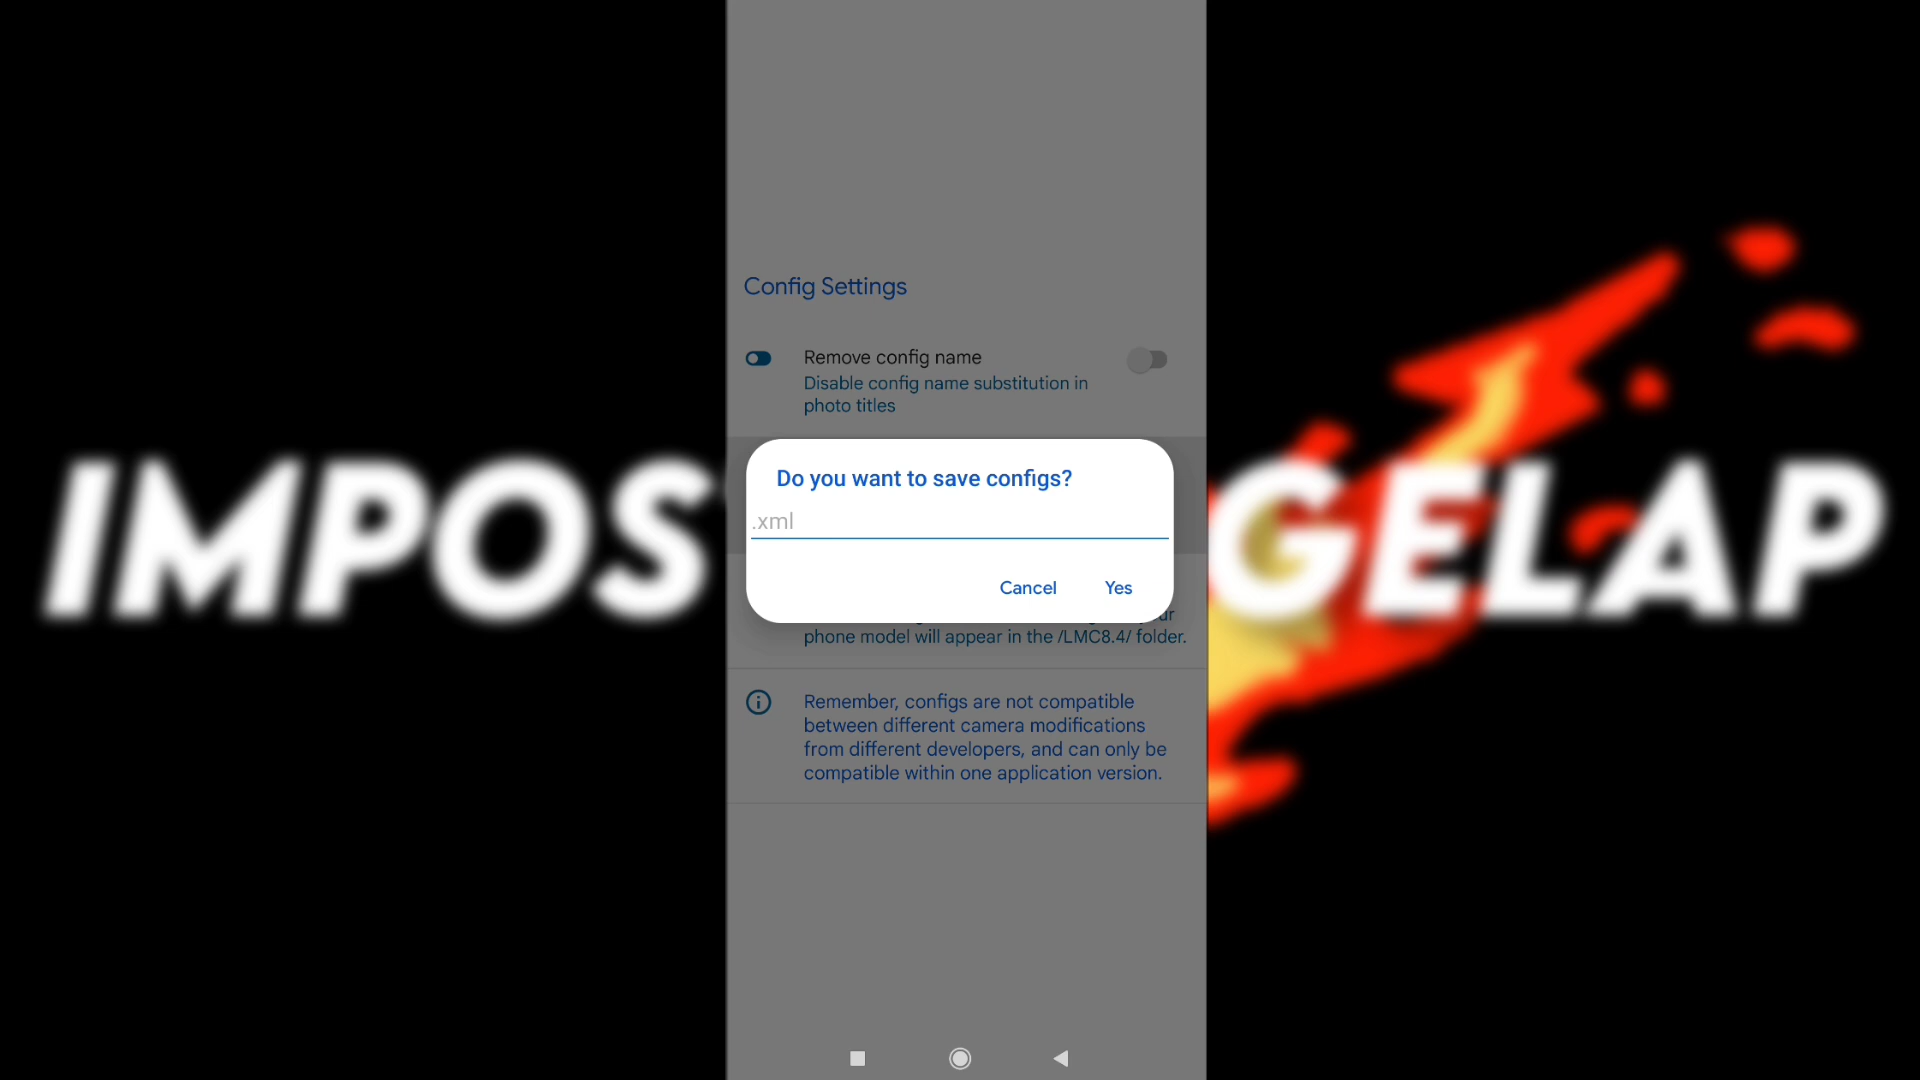 Config Settings
Remove config name
Disable config name substitution in
photo titles
Do you want to save configs?
.xml
Cancel Yes
phone model will appear in the /LMC8.4/ folder.
Remember, configs are not compatible
between different camera modifications
from different developers, and can only be
compatible within one application version.
IMPOS GELAP